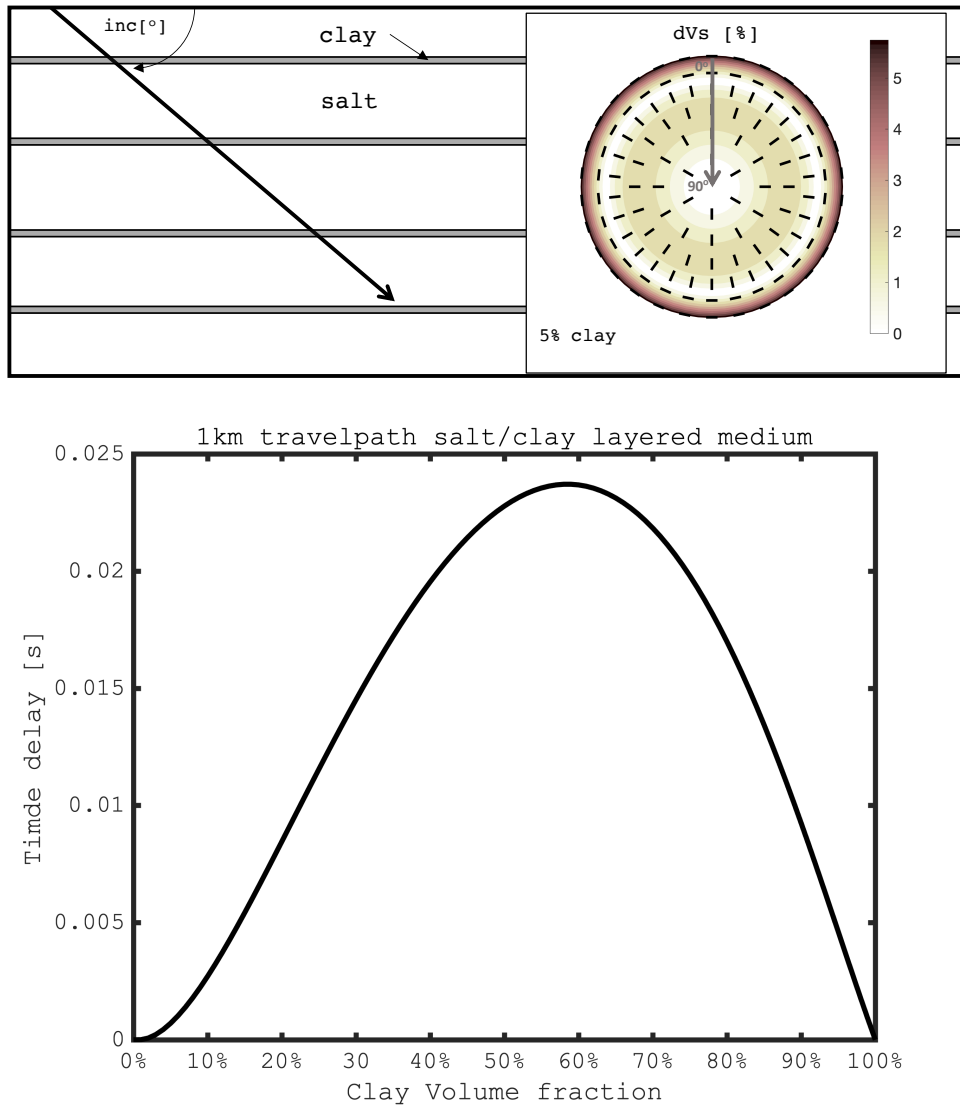 inc[°]
clay
salt
dVs [%]
0°
90°
5
4
3
2
1
0
5% clay
1km travelpath salt/clay layered medium
0.025
0.02
0.015
0.01
0.005
0
Timde delay [s]
0% 10% 20% 30 40% 50% 60% 70% 80% 90% 100%
Clay Volume fraction